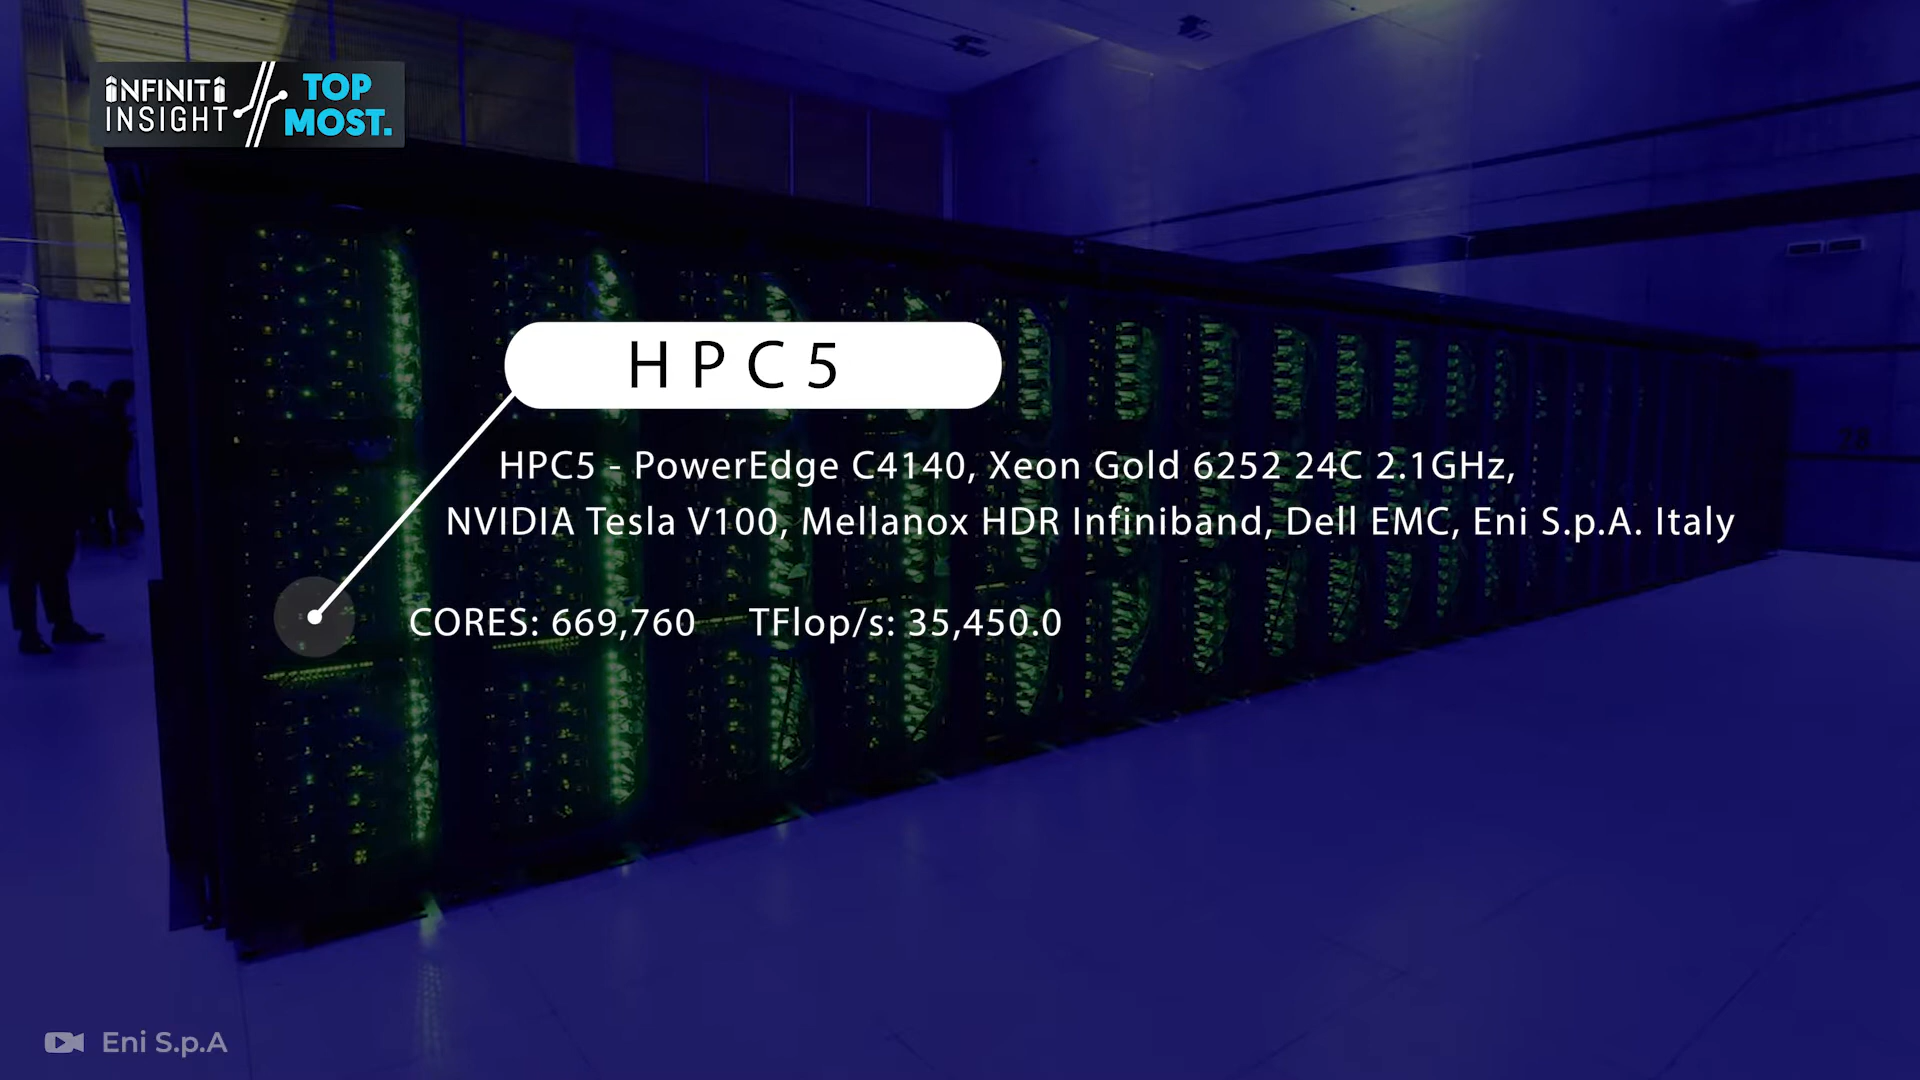 INFINITI
INSIGHT
TOP
MOST.
HPC5
HPC5 - PowerEdge C4140, Xeon Gold 6252 24C 2.1GHz,
NVIDIA Tesla V100, Mellanox HDR Infiniband, Dell EMC, Eni S.p.A. Italy
CORES: 669,760 TFlop/s: 35,450.0
28
Eni S.p.A